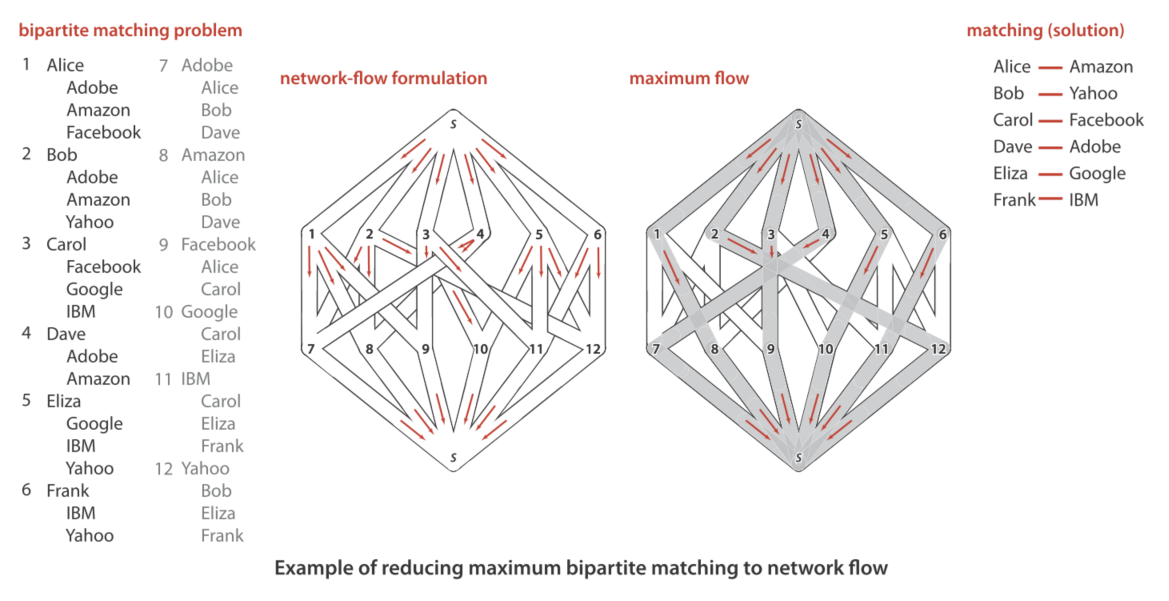 bipartite matching problem
1 Alice
Adobe
Amazon
Facebook
2 Bob
Adobe
Amazon
Yahoo
3 Carol
Facebook
Google
IBM
4 Dave
Adobe
Amazon
5 Eliza
Google
IBM
Yahoo
6 Frank
IBM
Yahoo
7 Adobe
Alice
Bob
Dave
8 Amazon
Alice
Bob
Dave
9 Facebook
Alice
Carol
10 Google
Carol
Eliza
11 IBM
Carol
Eliza
Frank
12 Yahoo
Bob
Eliza
Frank
network-flow formulation
s
1 2 3 4 5 6
7 8 9 10 11 12
s
maximum flow
s
1 2 3 4 5 6
7 8 9 10 11 12
s
matching (solution)
Alice — Amazon
Bob — Yahoo
Carol — Facebook
Dave — Adobe
Eliza — Google
Frank — IBM
Example of reducing maximum bipartite matching to network flow